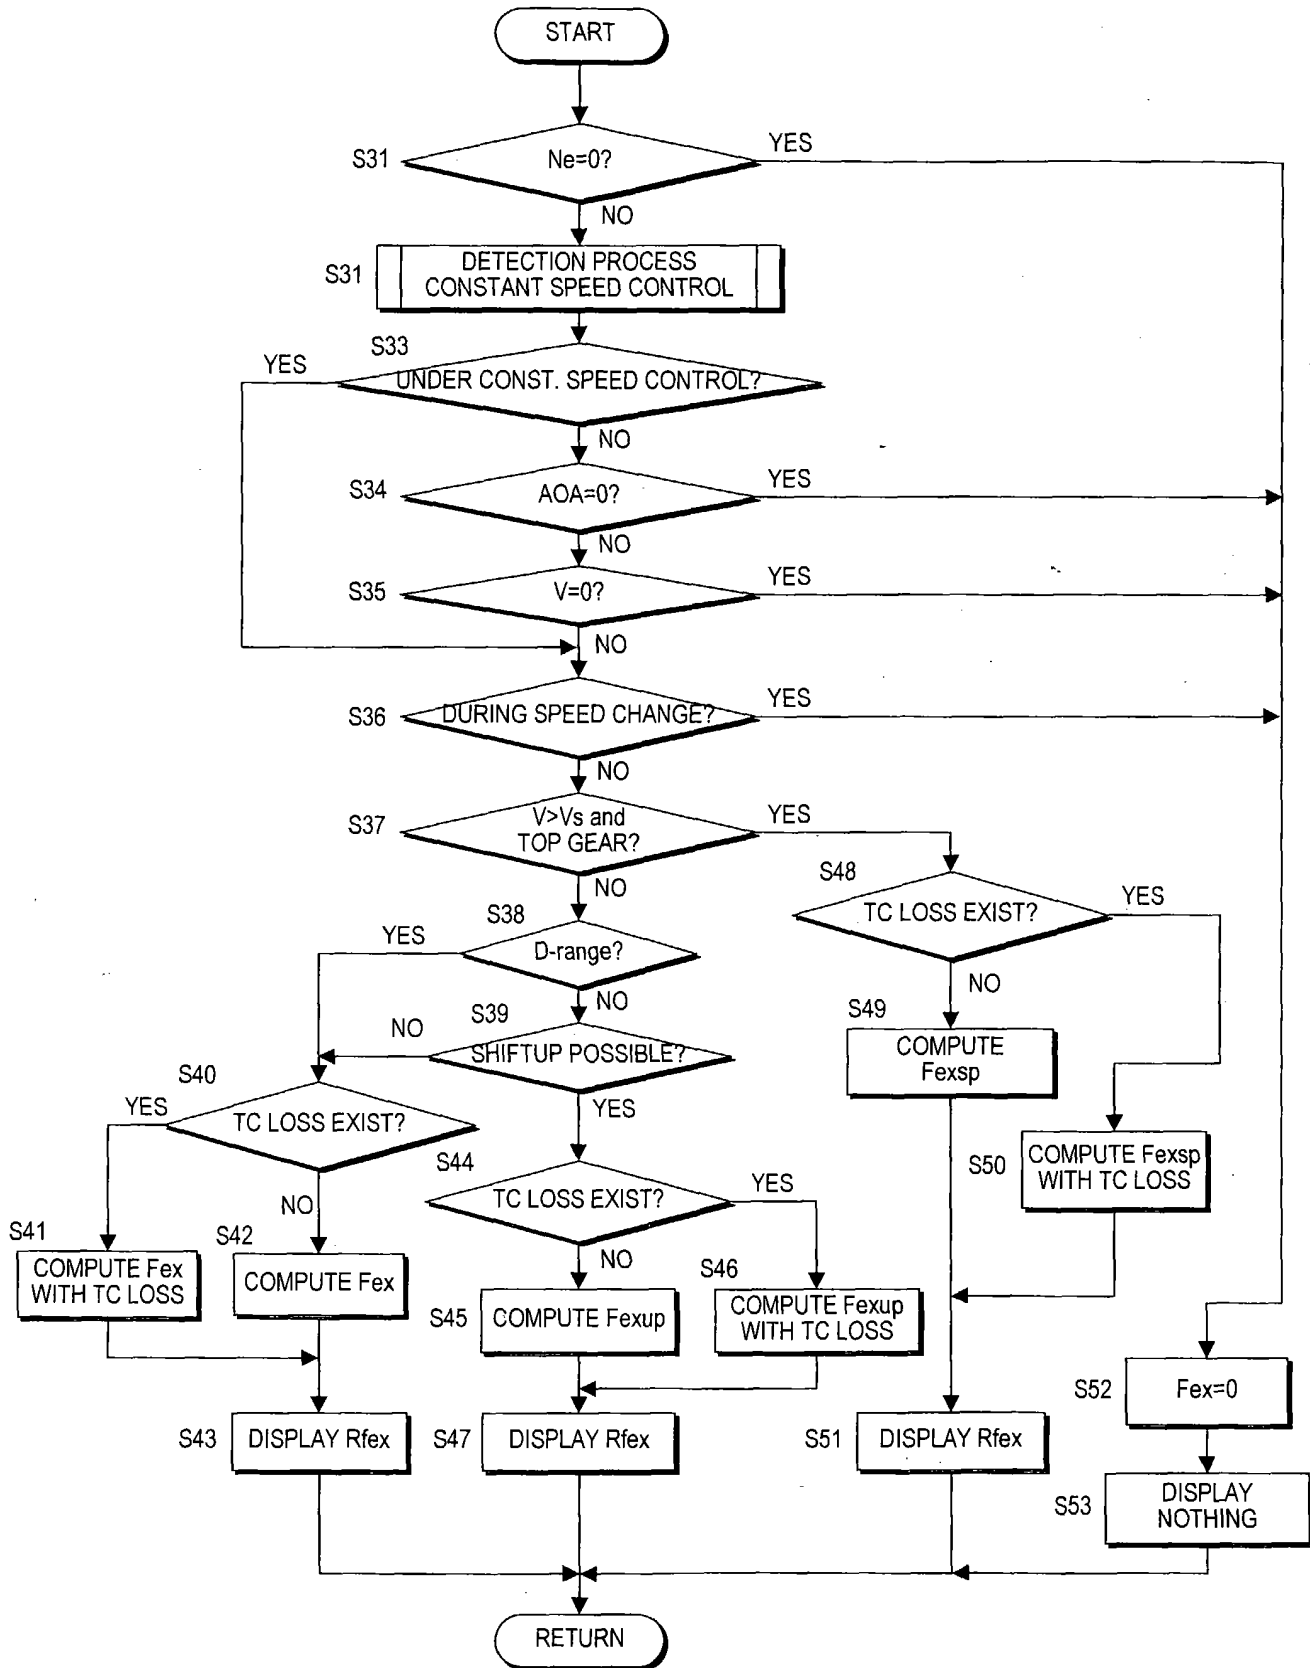 START
S31
Ne=0?
YES
NO
S31
DETECTION PROCESS
CONSTANT SPEED CONTROL
S33
YES
UNDER CONST. SPEED CONTROL?
NO
S34
AOA=0?
YES
NO
S35
V=0?
YES
NO
S36
DURING SPEED CHANGE?
YES
NO
S37
V>Vs and
TOP GEAR?
YES
NO
S48
TC LOSS EXIST?
YES
NO
S38
YES
D-range?
NO
S39
NO
SHIFTUP POSSIBLE?
YES
S49
COMPUTE
Fexsp
S40
YES
TC LOSS EXIST?
NO
S44
TC LOSS EXIST?
YES
NO
S50
COMPUTE Fexsp
WITH TC LOSS
S41
COMPUTE Fex
WITH TC LOSS
S42
COMPUTE Fex
S45
COMPUTE Fexup
S46
COMPUTE Fexup
WITH TC LOSS
S52
Fex=0
S43
DISPLAY Rfex
S47
DISPLAY Rfex
S51
DISPLAY Rfex
S53
DISPLAY
NOTHING
RETURN